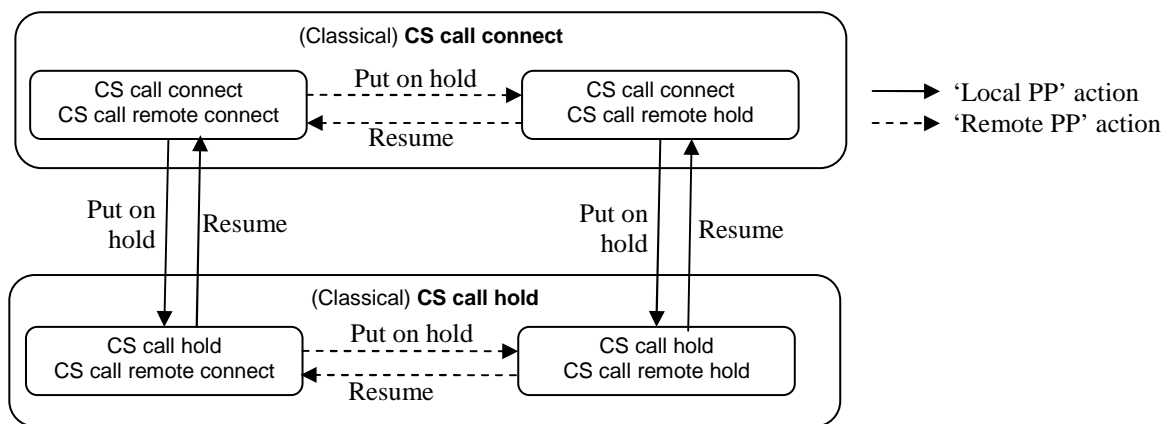 (Classical) CS call connect
CS call connect
CS call remote connect
Put on hold
Resume
CS call connect
CS call remote hold
‘Local PP’ action
‘Remote PP’ action
Put on
hold
Resume
Put on
hold
Resume
(Classical) CS call hold
CS call hold
CS call remote connect
Put on hold
Resume
CS call hold
CS call remote hold